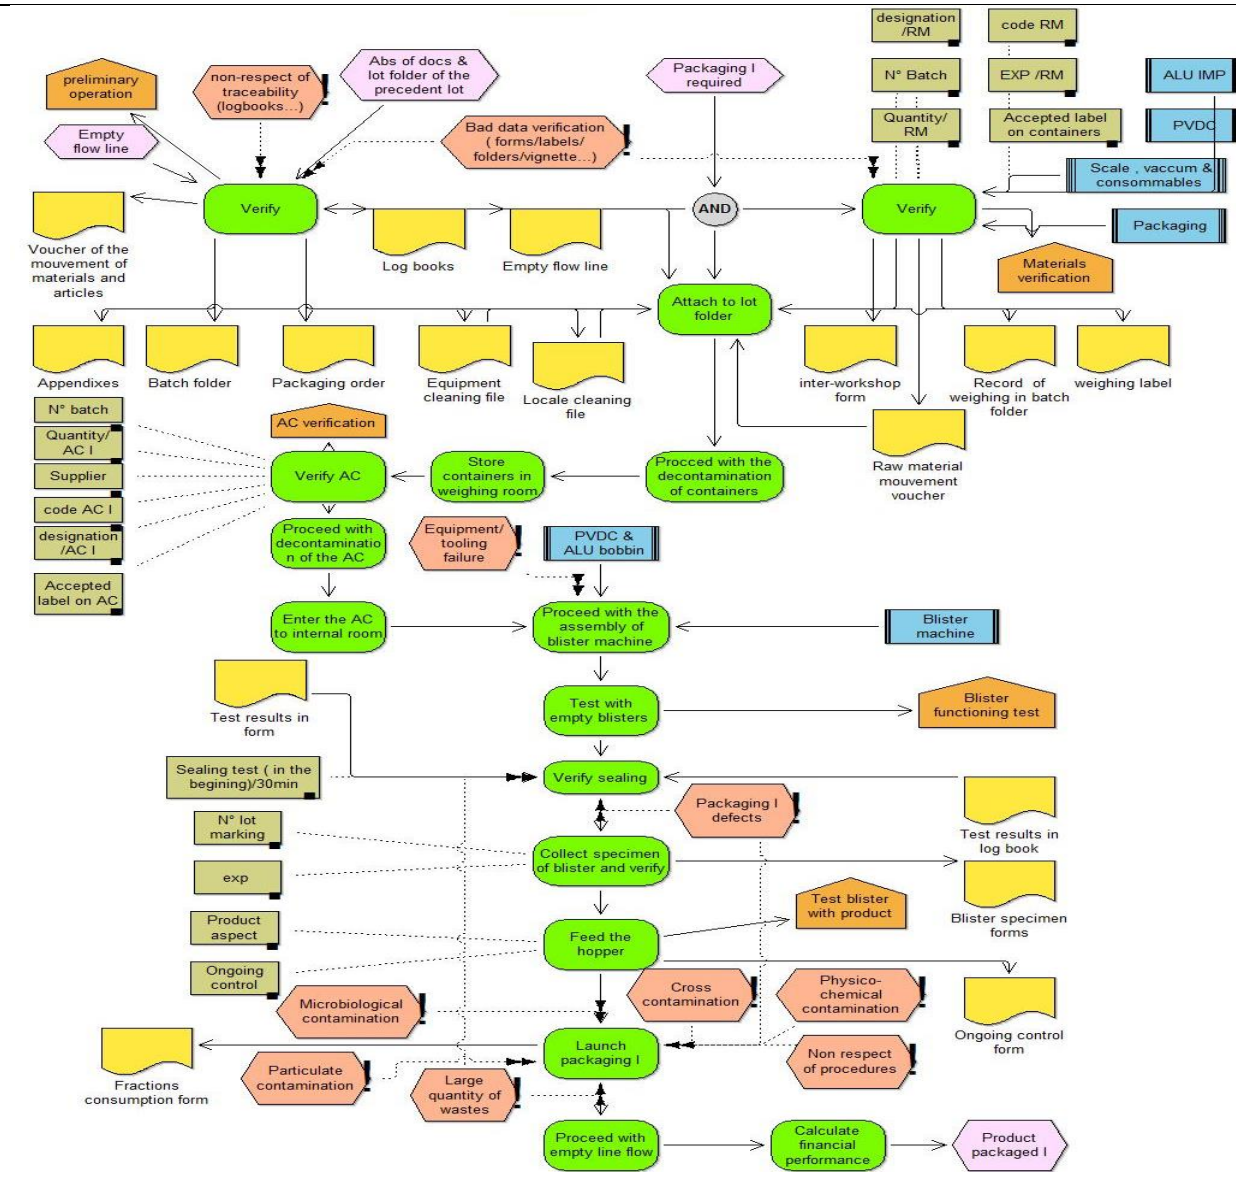 designation
/RM
code RM
preliminary
operation
non-respect of
traceability
(logbooks...)
!
Abs of docs &
lot folder of the
precedent lot
Packaging I
required
N° Batch
EXP /RM
ALU IMP
Empty
flow line
Bad data verification
( forms/labels/
folders/vignette...)
!
Quantity/
RM
Accepted label
on containers
PVDC
Scale , vaccum &
consommables
Verify
AND
Verify
Packaging
Voucher of the
mouvement of
materials and
articles
Log books
Empty flow line
Materials
verification
Attach to lot
folder
Appendixes
Batch folder
Packaging order
Equipment
cleaning file
Locale cleaning
file
inter-workshop
form
Record of
weighing in batch
folder
weighing label
N° batch
AC verification
Quantity/
AC I
Supplier
Verify AC
Store
containers in
weighing room
Proccced with the
decontamination
of containers
Raw material
mouvement
voucher
code AC I
designation
/AC I
Proceed with
decontaminatio
n of the AC
Equipment/
tooling
failure
!
PVDC &
ALU bobbin
Accepted
label on AC
Enter the AC
to internal room
Proceed with the
assembly of
blister machine
Blister
machine
Test results in
form
Test with
empty blisters
Blister
functioning test
Sealing test ( in the
begining)/30min
Verify sealing
Packaging I
defects
!
Test results in
log book
N° lot
marking
Collect specimen
of blister and verify
exp
Test blister
with product
Blister specimen
forms
Product
aspect
Feed the
hopper
Ongoing
control
Microbiological
contamination
!
Cross
contamination
!
Physico-
chemical
contamination
!
Ongoing control
form
Launch
packaging I
Non respect
of procedures
!
Fractions
consumption form
Particulate
contamination
!
Large
quantity of
wastes
!
Proceed with
empty line flow
Calculate
financial
performance
Product
packaged I